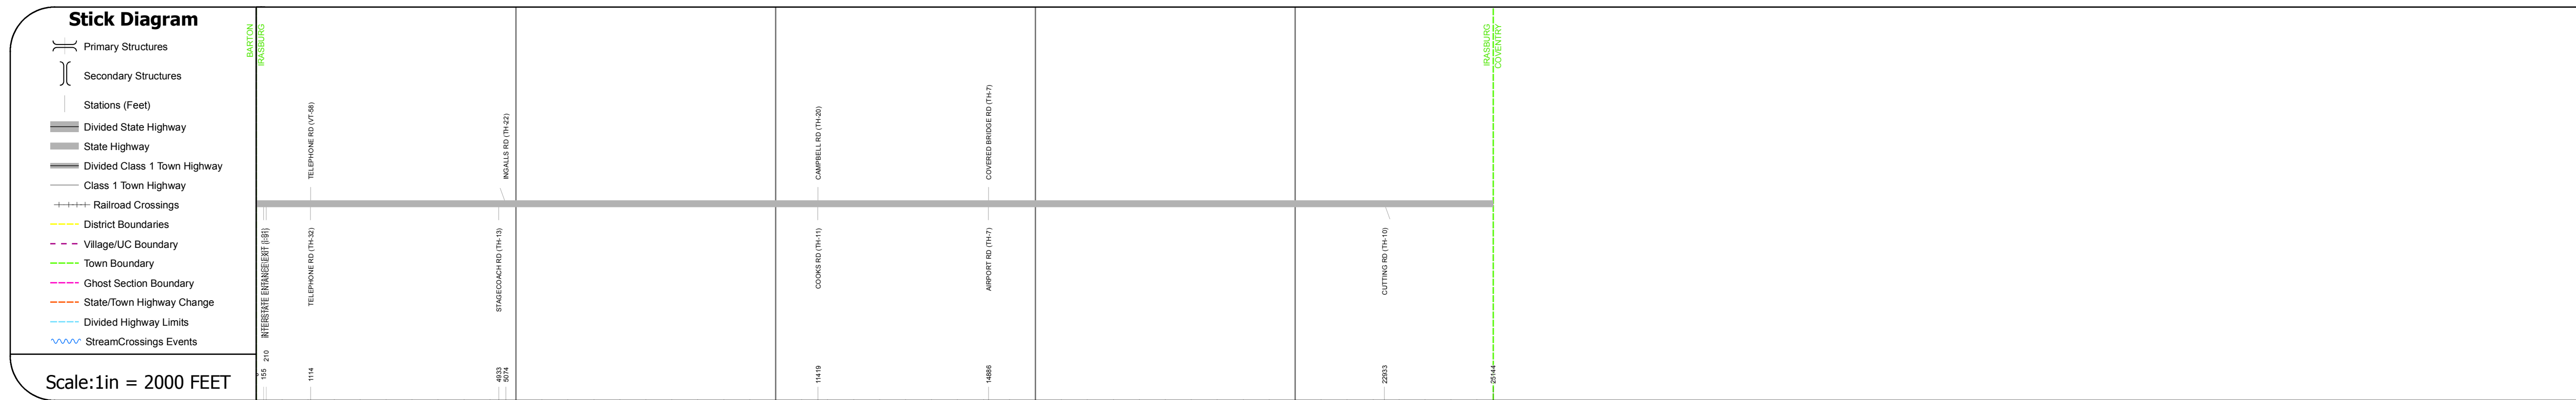 Stick Diagram
Primary Structures
Secondary Structures
Stations (Feet)
Divided State Highway
State Highway
Divided Class 1 Town Highway
Class 1 Town Highway
Railroad Crossings
District Boundaries
Village/UC Boundary
Town Boundary
Ghost Section Boundary
State/Town Highway Change
Divided Highway Limits
StreamCrossings Events
Scale:1in = 2000 FEET
BARTON
IRASBURG
IRASBURG
COVENTRY
TELEPHONE RD (VT-58)
INGALLS RD (TH-22)
CAMPBELL RD (TH-20)
COVERED BRIDGE RD (TH-7)
INTERSTATE ENTANCE/EXIT (I-91)
TELEPHONE RD (TH-32)
STAGECOACH RD (TH-13)
COOKS RD (TH-11)
AIRPORT RD (TH-7)
CUTTING RD (TH-10)
155
210
1114
4933
5074
11419
14886
22933
25144